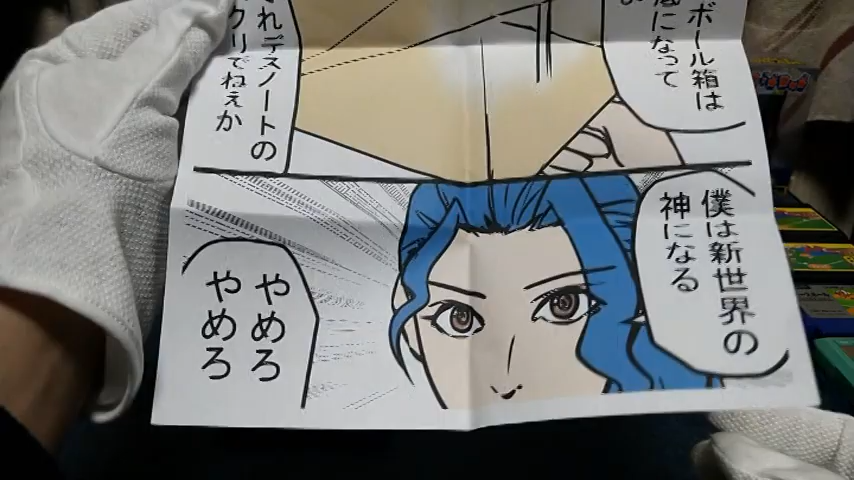 ボール箱は
になって
それデスノートの
クリでねえか
僕は新世界の
神になる
やめろ
やめろ